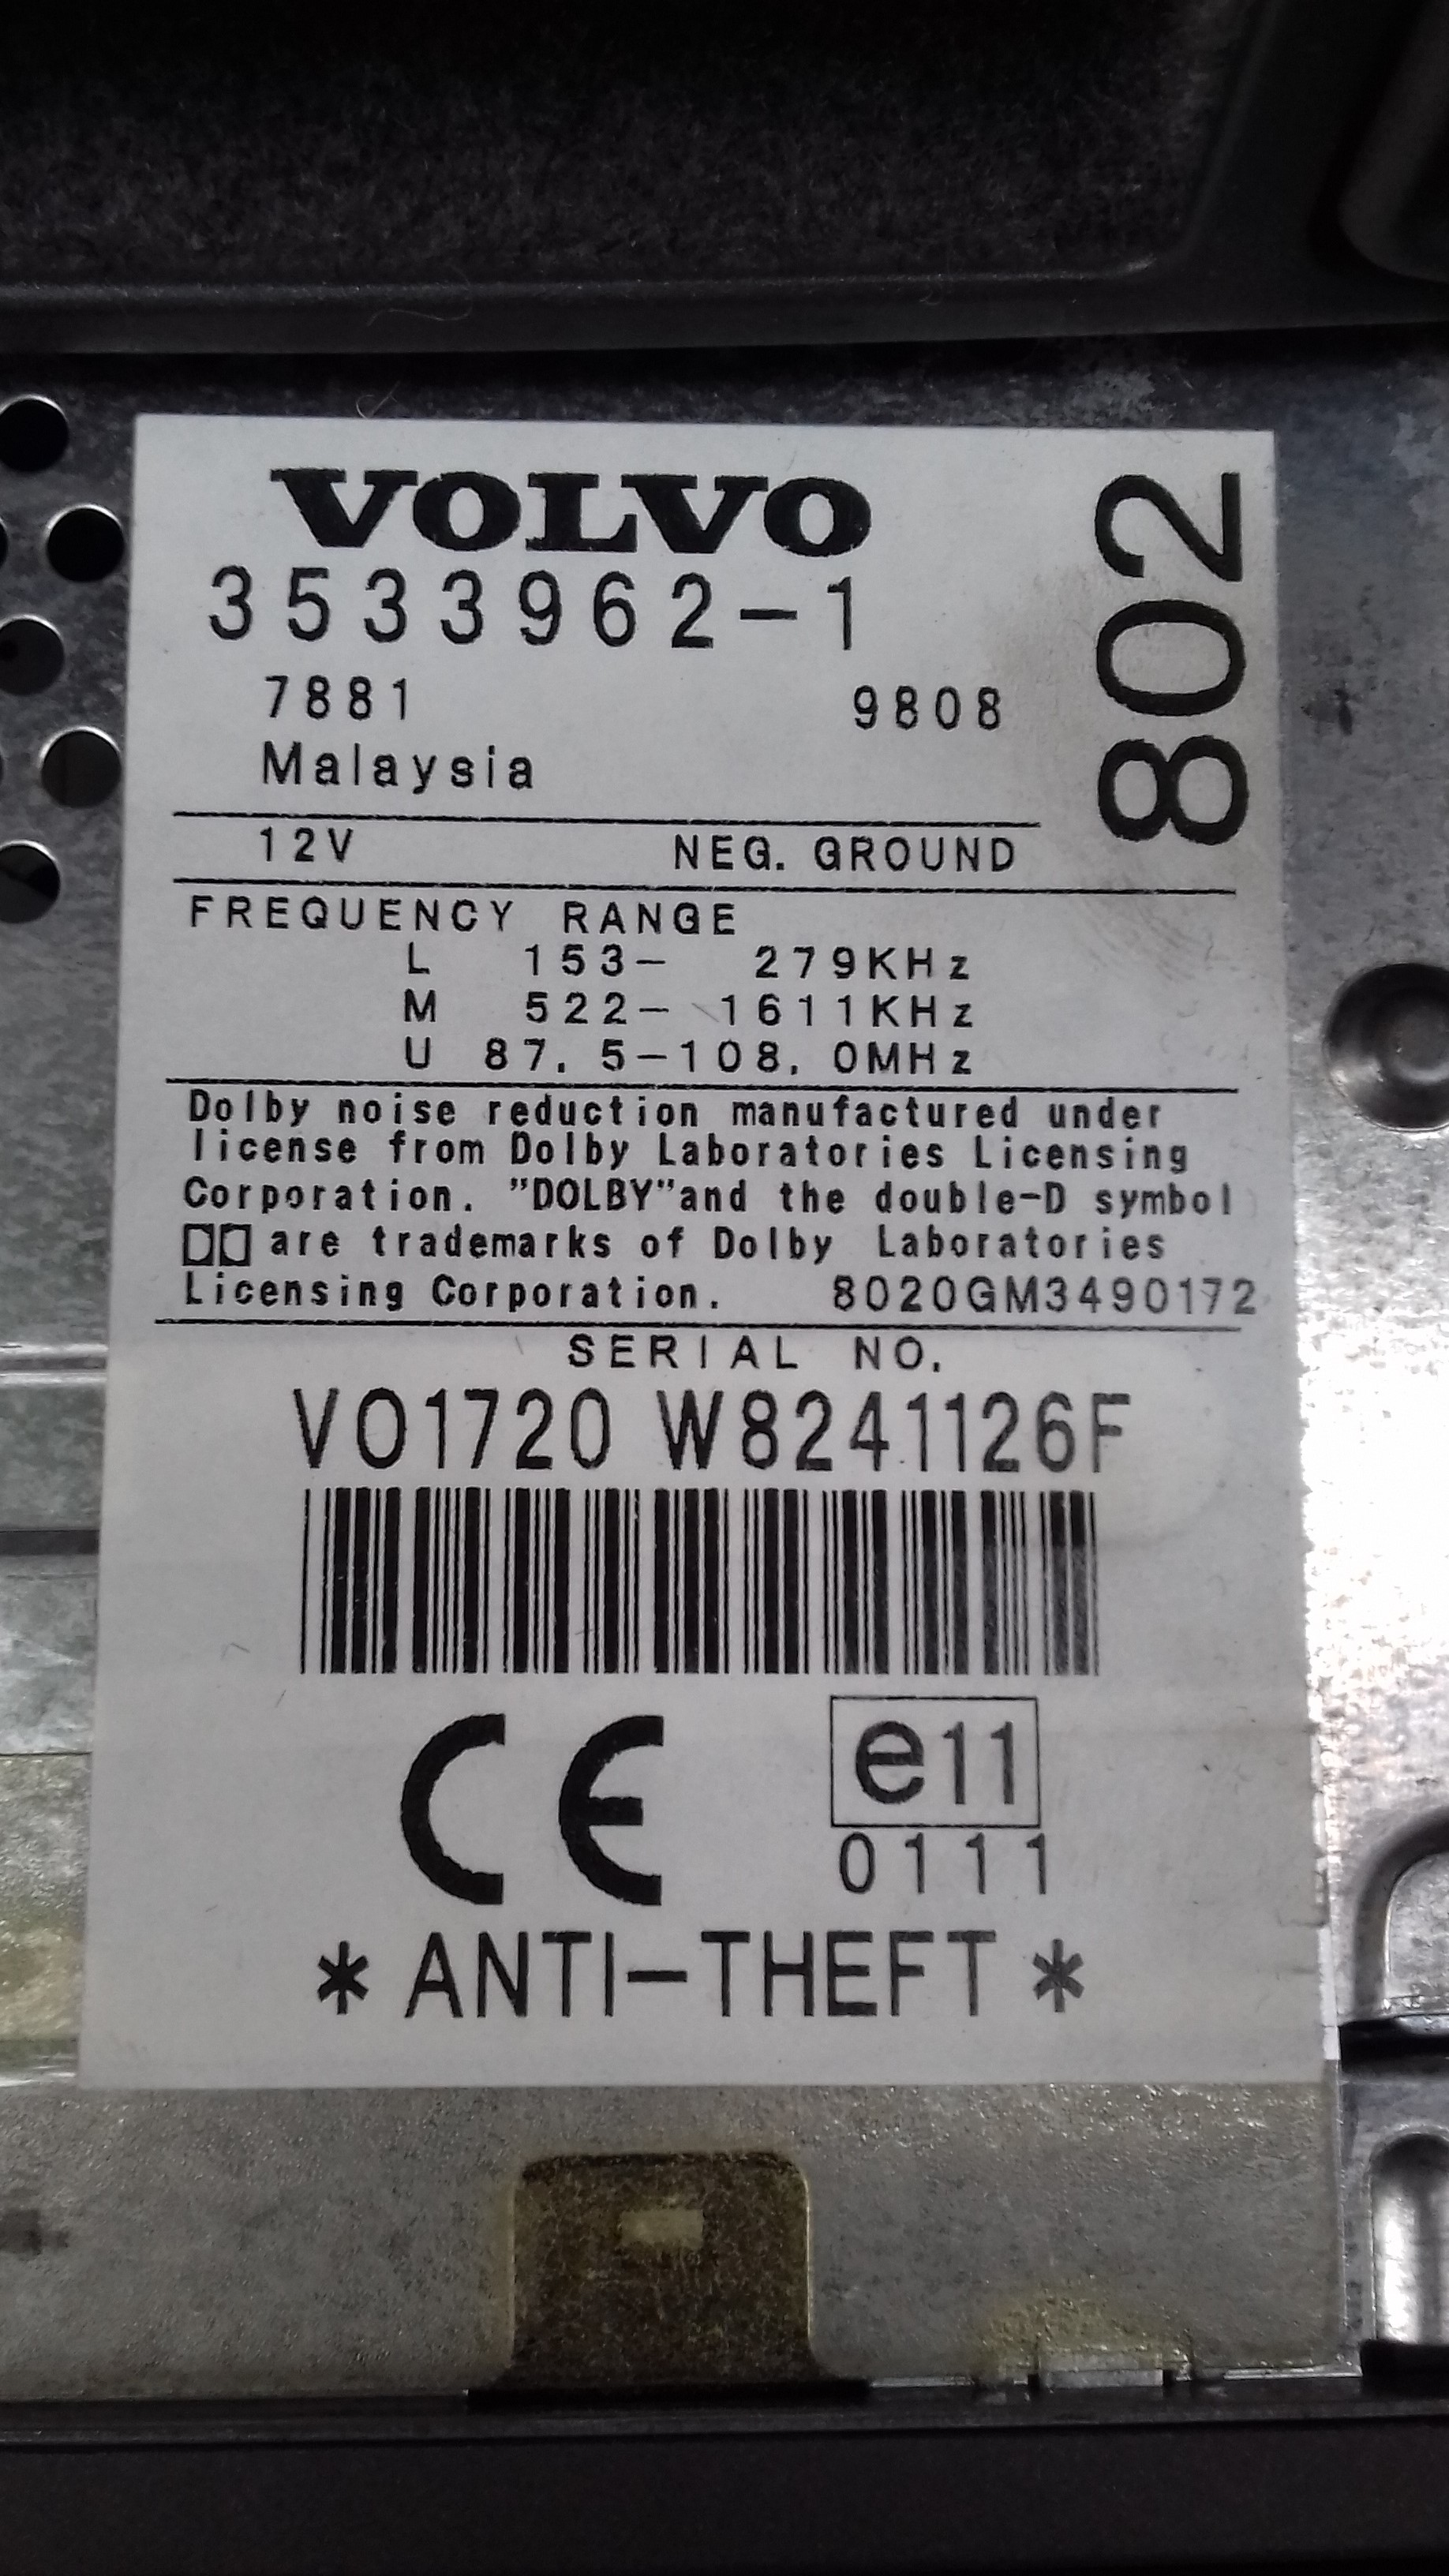 VOLVO
3533962-1
7881 9808
Malaysia
802
12V NEG. GROUND
FREQUENCY RANGE
L 153- 279KHz
M 522- 1611KHz
U 87.5-108.0MHz
Dolby noise reduction manufactured under
license from Dolby Laboratories Licensing
Corporation. "DOLBY"and the double-D symbol
are trademarks of Dolby Laboratories
Licensing Corporation. 8020GM3490172
SERIAL NO.
VO1720 W8241126F
CE e11
0111
*ANTI-THEFT*